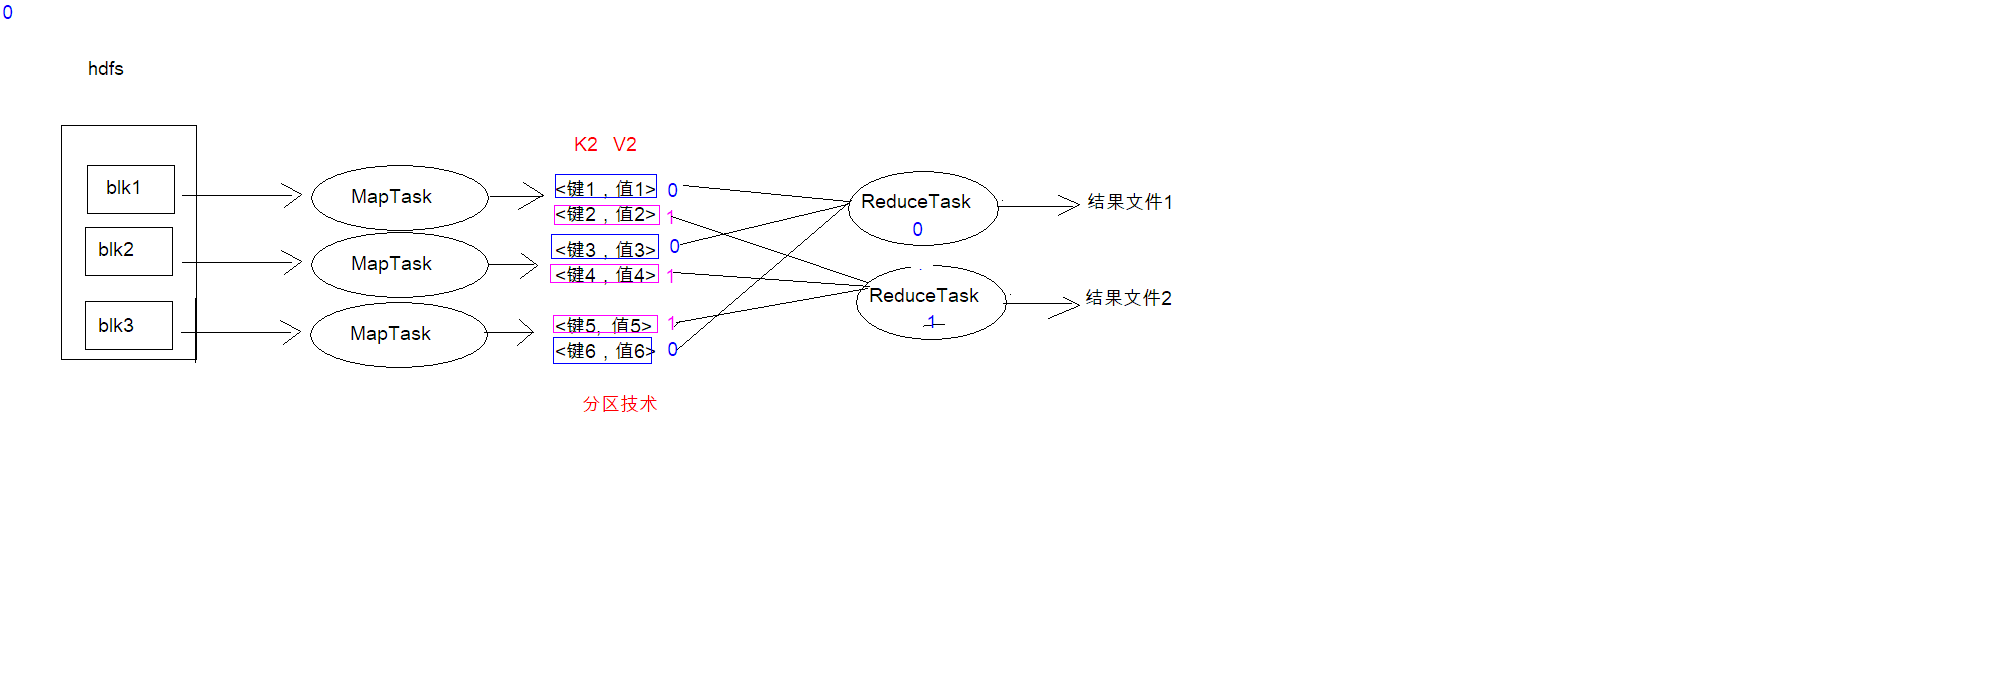 0
hdfs
K2 V2
blk1
MapTask
<键1，值1> 0
<键2，值2> 1
ReduceTask
0
结果文件1
blk2
MapTask
<键3，值3> 0
<键4，值4> 1
ReduceTask
1
结果文件2
blk3
MapTask
<键5, 值5> 1
<键6，值6> 0
分区技术